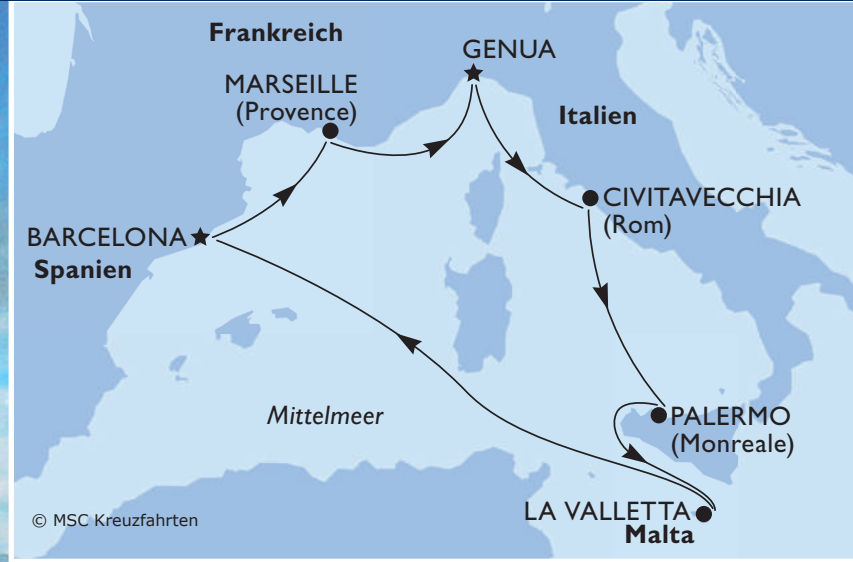 Frankreich
GENUA
MARSEILLE
(Provence)
Italien
CIVITAVECCHIA
(Rom)
BARCELONA
Spanien
Mittelmeer
PALERMO
(Monreale)
LA VALLETTA
Malta
© MSC Kreuzfahrten